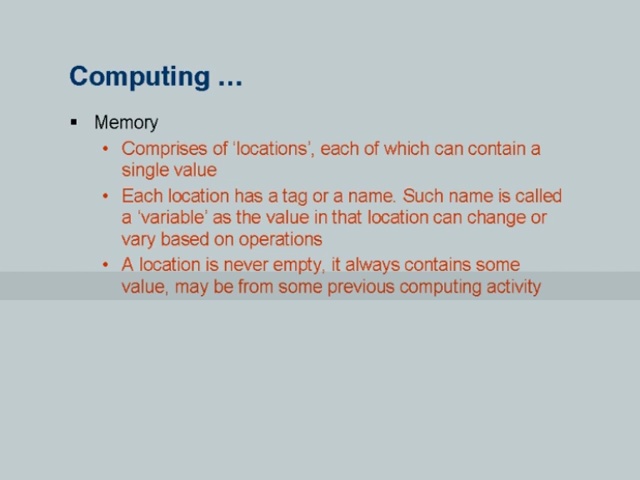 Computing …
▪ Memory
• Comprises of ‘locations’, each of which can contain a
single value
• Each location has a tag or a name. Such name is called
a ‘variable’ as the value in that location can change or
vary based on operations
• A location is never empty, it always contains some
value, may be from some previous computing activity